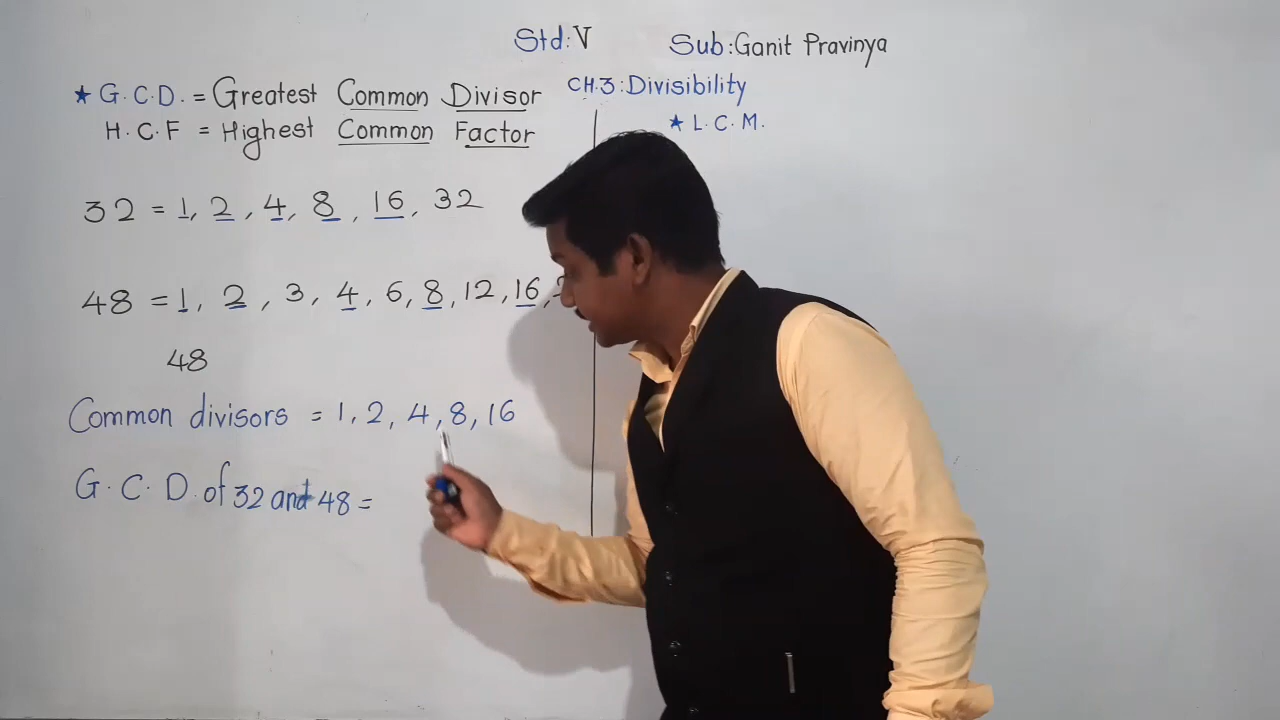 Std: V
Sub: Ganit Pravinya
CH.3: Divisibility
★ G.C.D. = Greatest Common Divisor
H.C.F = Highest Common Factor
★ L.C.M.
32 = 1, 2, 4, 8, 16, 32
48 = 1, 2, 3, 4, 6, 8, 12, 16,
48
Common divisors = 1, 2, 4, 8, 16
G.C.D. of 32 and 48 =